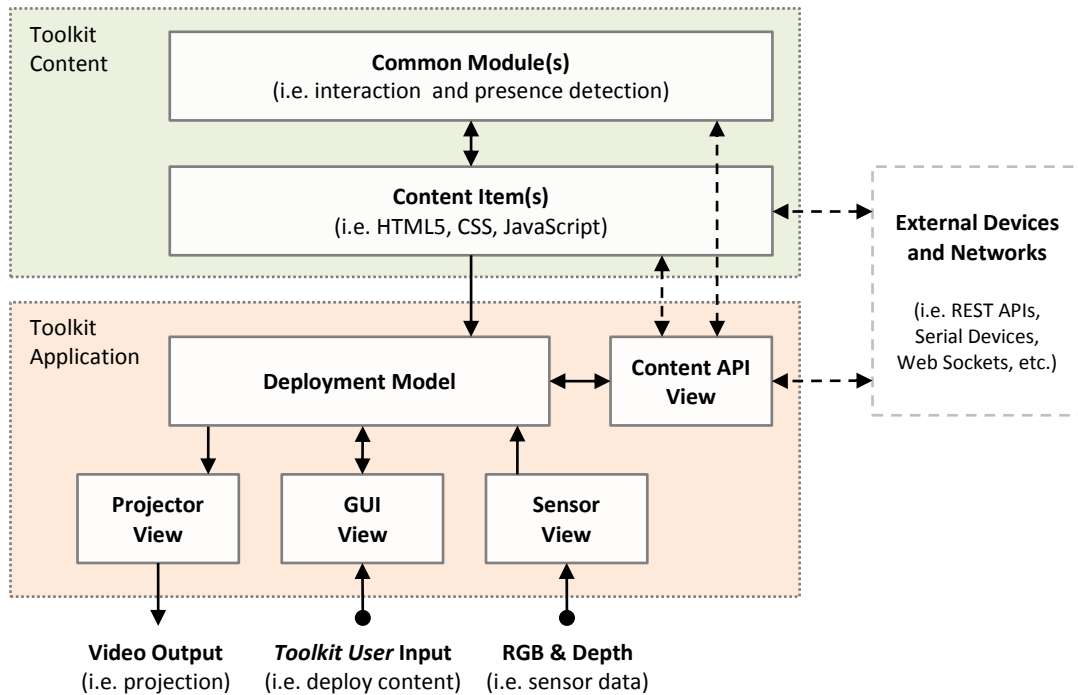 Toolkit
Content
Common Module(s)
(i.e. interaction and presence detection)
Content Item(s)
(i.e. HTML5, CSS, JavaScript)
External Devices
and Networks
(i.e. REST APIs,
Serial Devices,
Web Sockets, etc.)
Toolkit
Application
Deployment Model
Content API
View
Projector
View
GUI
View
Sensor
View
Video Output
(i.e. projection)
Toolkit User Input
(i.e. deploy content)
RGB & Depth
(i.e. sensor data)